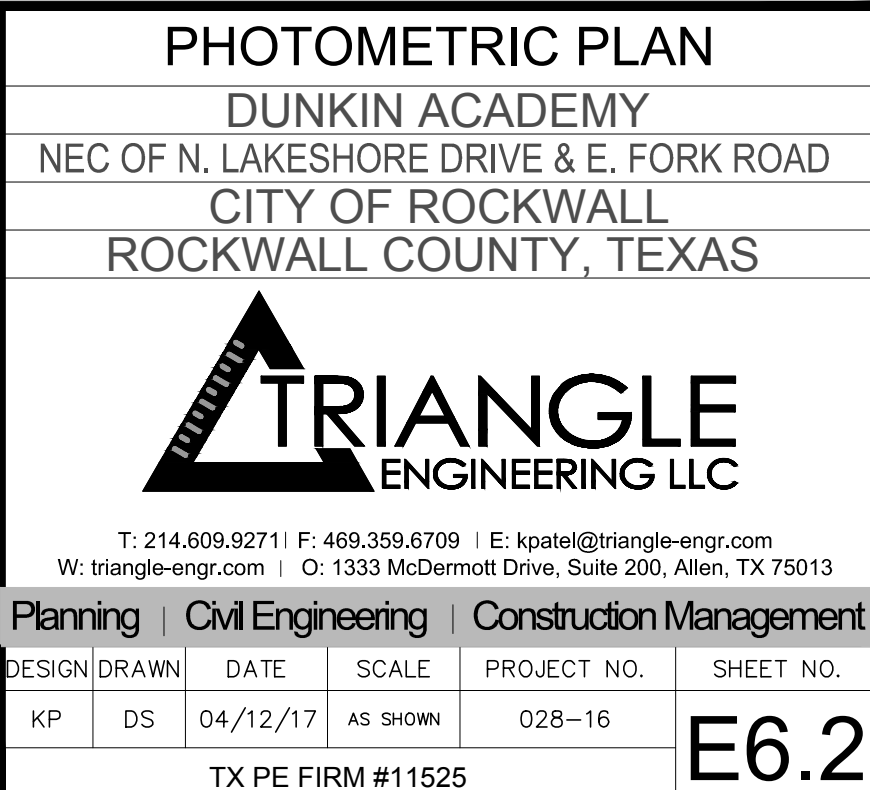 PHOTOMETRIC PLAN
DUNKIN ACADEMY
NEC OF N. LAKESHORE DRIVE & E. FORK ROAD
CITY OF ROCKWALL
ROCKWALL COUNTY, TEXAS
TRIANGLE
ENGINEERING LLC
T: 214.609.9271| F: 469.359.6709 | E: kpatel@triangle-engr.com
W: triangle-engr.com | O: 1333 McDermott Drive, Suite 200, Allen, TX 75013
Planning | Civil Engineering | Construction Management
DESIGN DRAWN DATE SCALE PROJECT NO. SHEET NO.
KP DS 04/12/17 AS SHOWN 028-16 E6.2
TX PE FIRM #11525